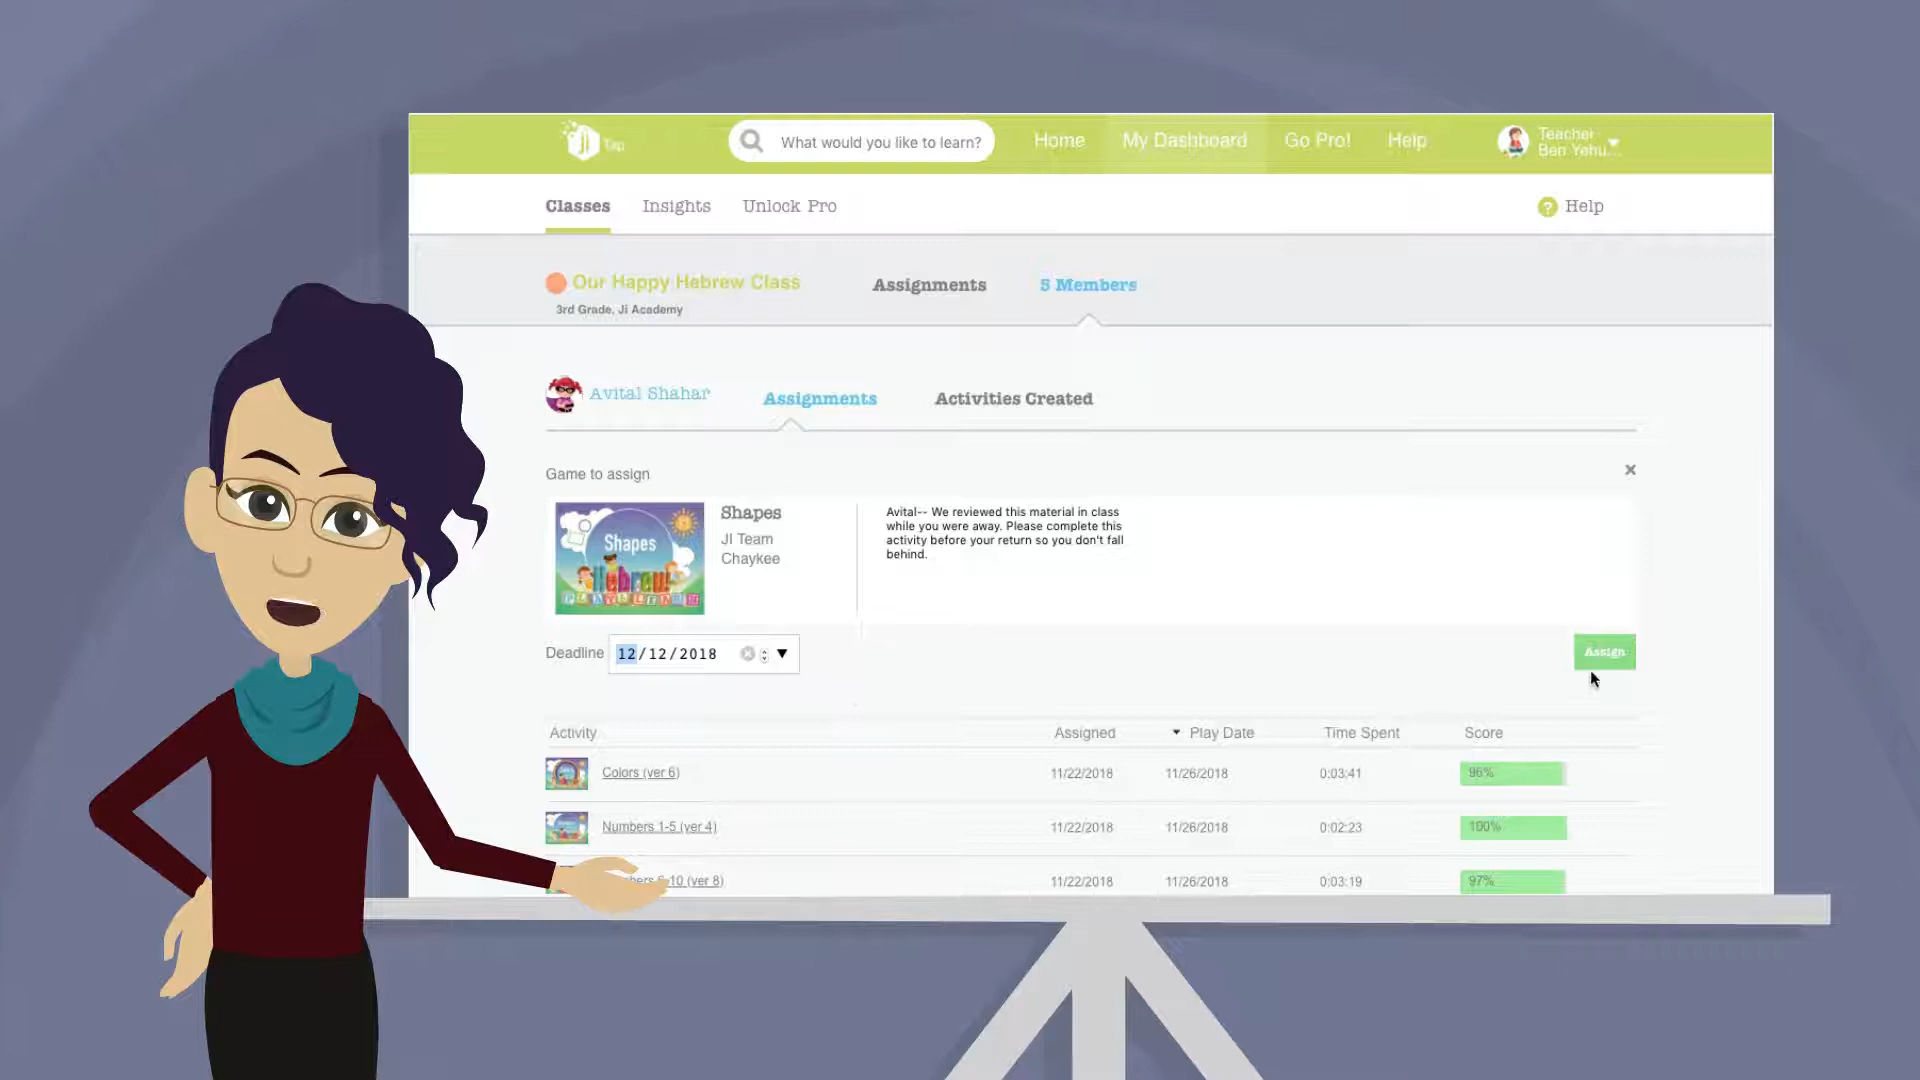 Ji Tap
What would you like to learn?
Home
My Dashboard
Go Pro!
Help
Teacher
Ben Yehu...
Classes
Insights
Unlock Pro
? Help
Our Happy Hebrew Class
3rd Grade, Ji Academy
Assignments
5 Members
Avital Shahar
Assignments
Activities Created
Game to assign
Shapes
Hebrew
Shapes
JI Team
Chaykee
Avital-- We reviewed this material in class
while you were away. Please complete this
activity before your return so you don't fall
behind.
Deadline
12/12/2018
Assign
Activity
Assigned
Play Date
Time Spent
Score
Colors (ver 6)
11/22/2018
11/26/2018
0:03:41
96%
Numbers 1-5 (ver 4)
11/22/2018
11/26/2018
0:02:23
100%
10 (ver 8)
11/22/2018
11/26/2018
0:03:19
97%